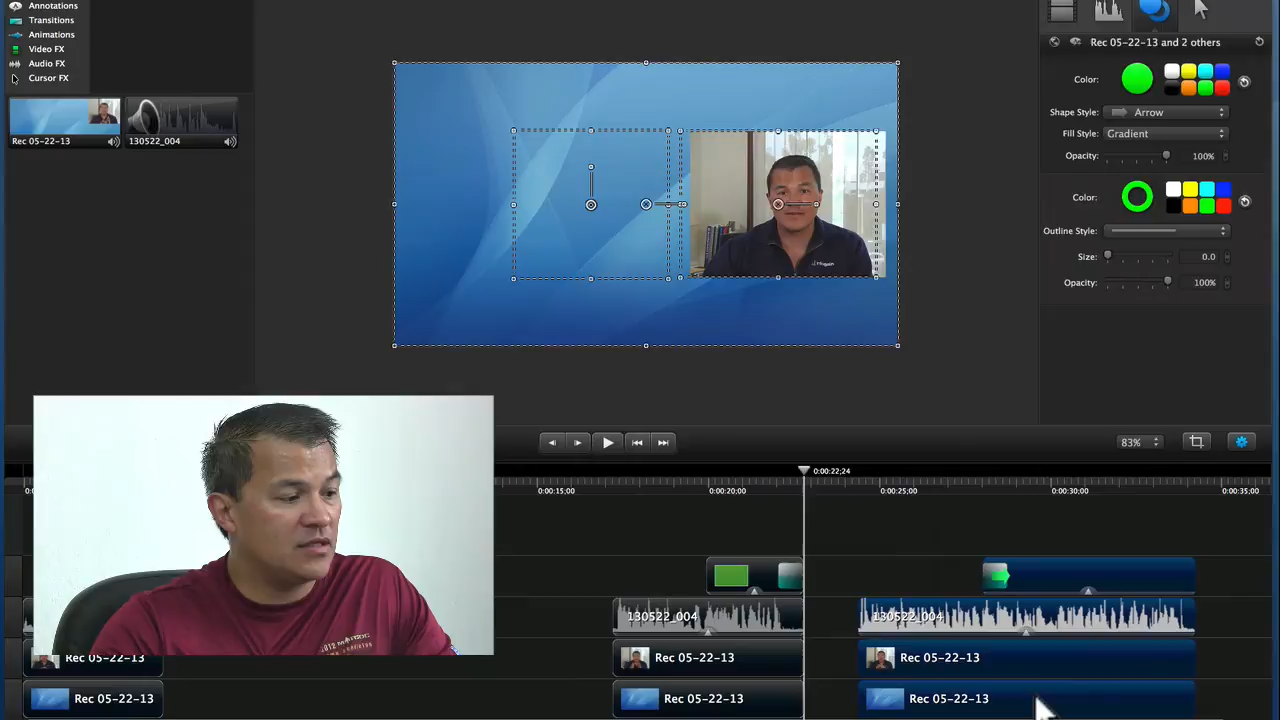 Annotations
Transitions
Animations
Video FX
Audio FX
Cursor FX
Rec 05-22-13
130522_004
Rec 05-22-13 and 2 others
Color:
Shape Style: Arrow
Fill Style: Gradient
Opacity: 100%
Color:
Outline Style:
Size: 0.0
Opacity: 100%
83%
0:00:22;24
0:00:15;00
0:00:20;00
0:00:25;00
0:00:30;00
0:00:35;00
130522_004
130522_004
Rec 05-22-13
Rec 05-22-13
Rec 05-22-13
Rec 05-22-13
Rec 05-22-13
Rec 05-22-13